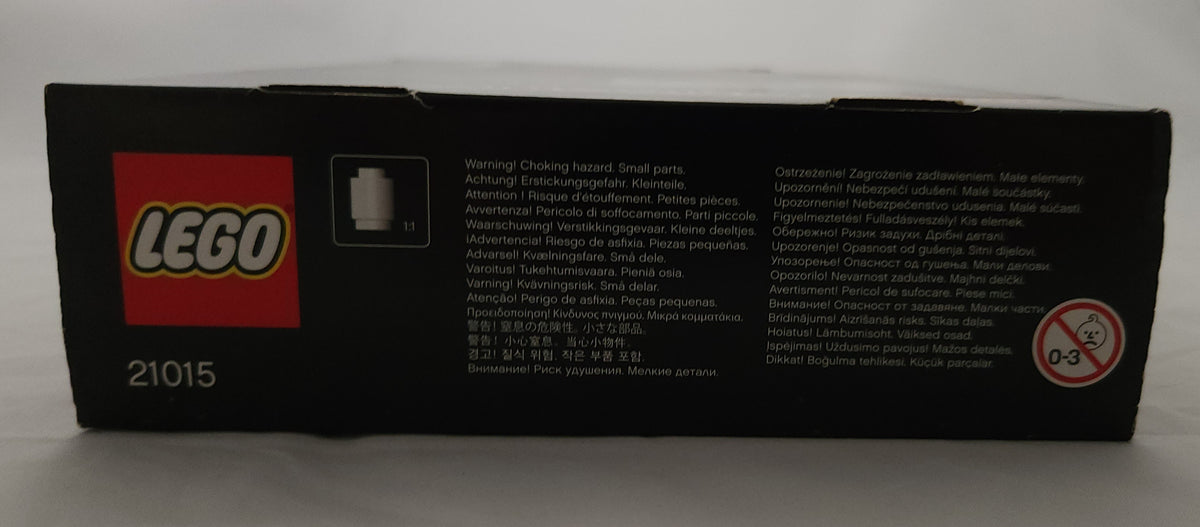 LEGO
21015
1:1
Warning! Choking hazard. Small parts.
Achtung! Erstickungsgefahr. Kleinteile.
Attention ! Risque d'étouffement. Petites pièces.
Avvertenza! Pericolo di soffocamento. Parti piccole.
Waarschuwing! Verstikkingsgevaar. Kleine deeltjes.
¡Advertencia! Riesgo de asfixia. Piezas pequeñas.
Advarsel! Kvælningsfare. Små dele.
Varoitus! Tukehtumisvaara. Pieniä osia.
Varning! Kvävningsrisk. Små delar.
Atenção! Perigo de asfixia. Peças pequenas.
Προειδοποίηση! Κίνδυνος πνιγμού. Μικρά κομματάκια.
警告! 窒息の危険性。小さな部品。
警告! 小心窒息。当心小物件。
경고! 질식 위험. 작은 부품 포함.
Внимание! Риск удушения. Мелкие детали.
Ostrzeżenie! Zagrożenie zadławieniem. Małe elementy.
Upozornění! Nebezpečí udušení. Malé součástky.
Upozornenie! Nebezpečenstvo udusenia. Malé súčasti.
Figyelmeztetés! Fulladásveszély! Kis elemek.
Обережно! Ризик задухи. Дрібні деталі.
Upozorenje! Opasnost od gušenja. Sitni dijelovi.
Упозорење! Опасност од гушења. Мали делови.
Opozorilo! Nevarnost zadušitve. Majhni delčki.
Avertisment! Pericol de sufocare. Piese mici.
Внимание! Опасност от задавяне. Малки части.
Brīdinājums! Aizrīšanās risks. Sīkas daļas.
Hoiatus! Lämbumisoht. Väiksed osad.
Įspėjimas! Uždusimo pavojus! Mažos detalės.
Dikkat! Boğulma tehlikesi. Küçük parçalar.
0-3